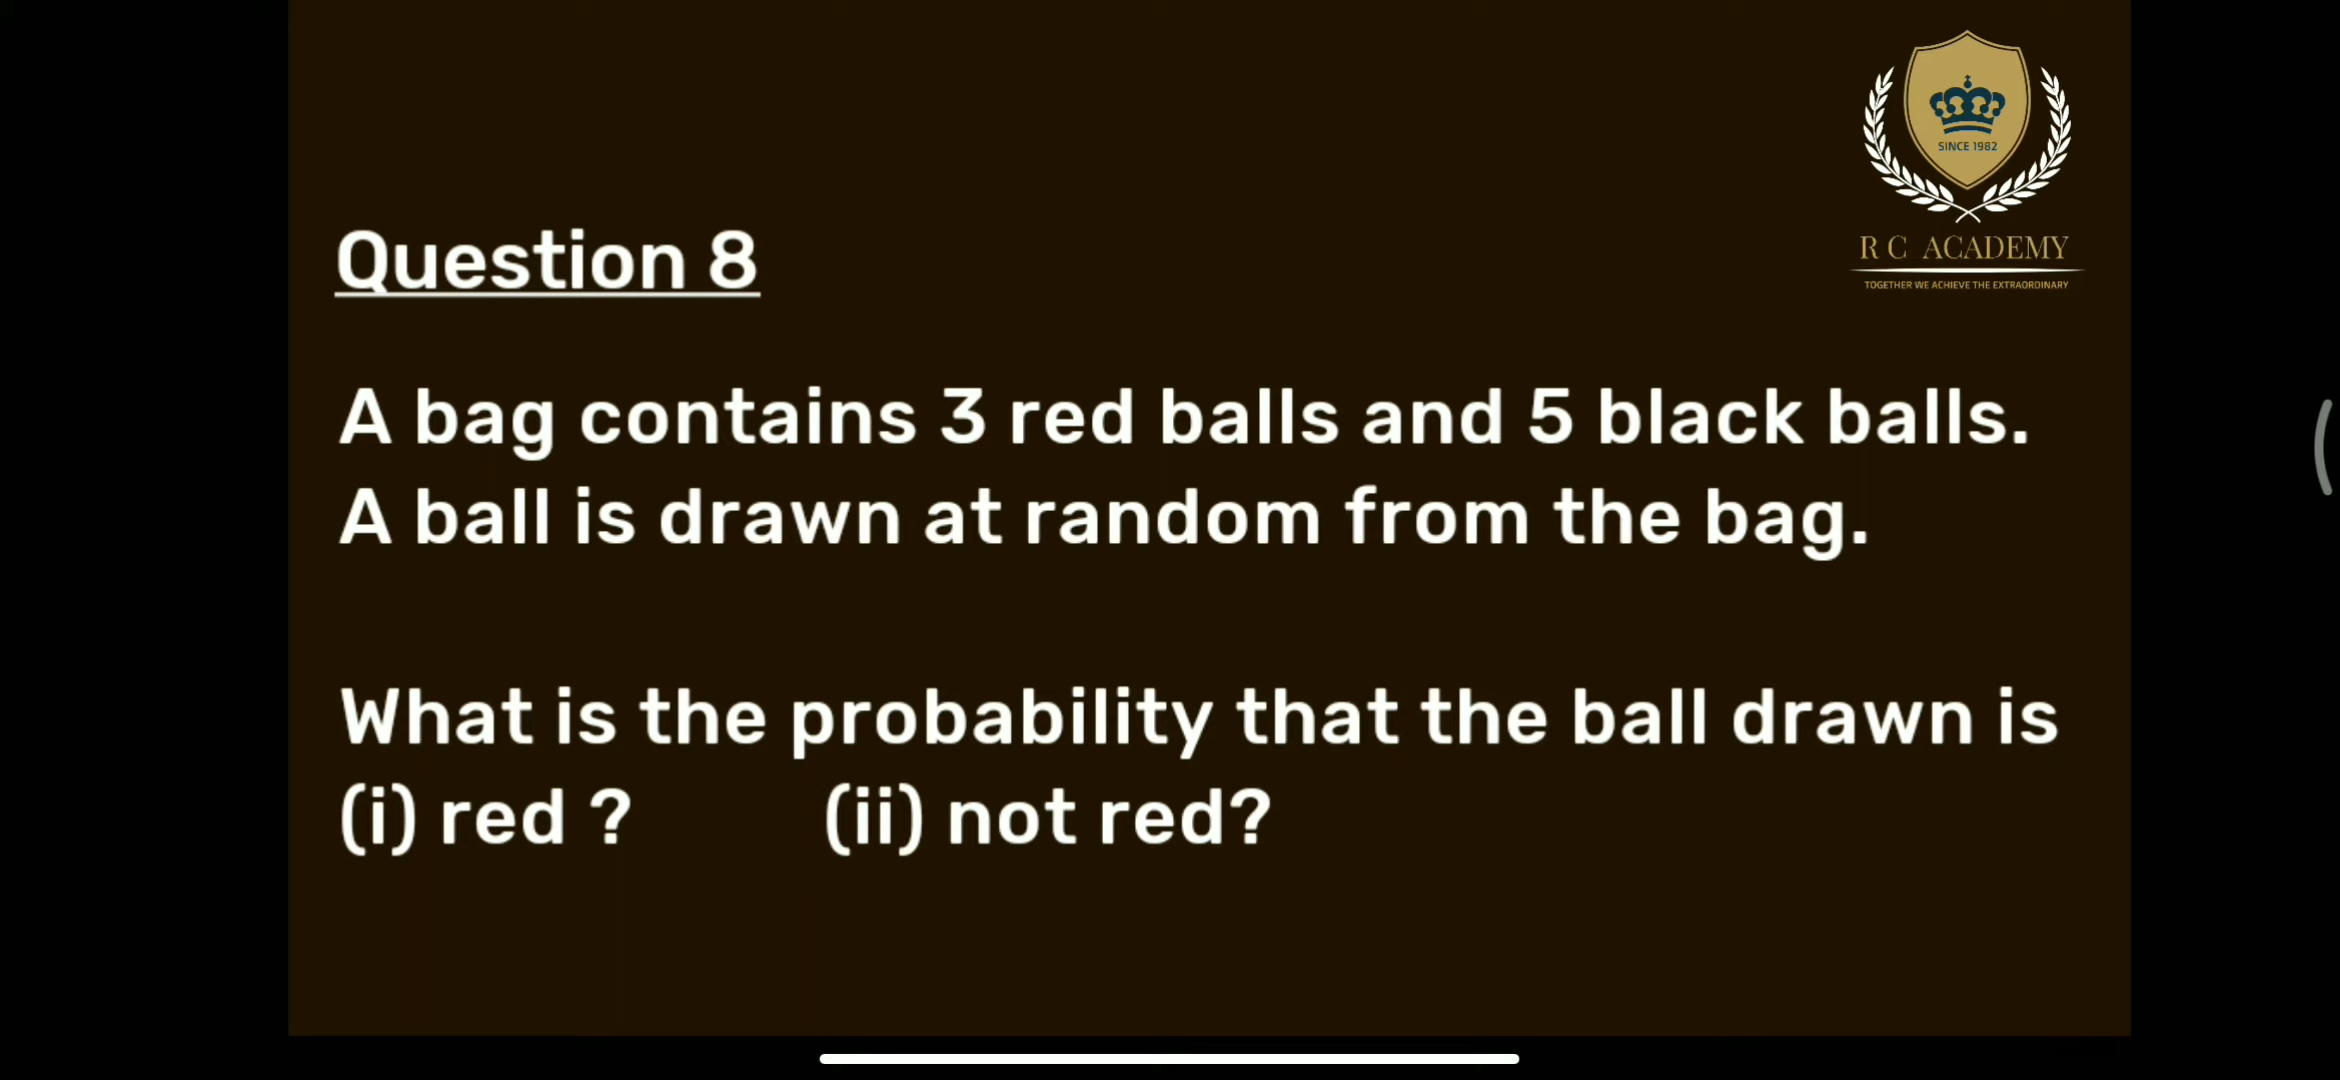 SINCE 1982
R C ACADEMY
TOGETHER WE ACHIEVE THE EXTRAORDINARY
Question 8
A bag contains 3 red balls and 5 black balls.
A ball is drawn at random from the bag.
What is the probability that the ball drawn is
(i) red ? (ii) not red?